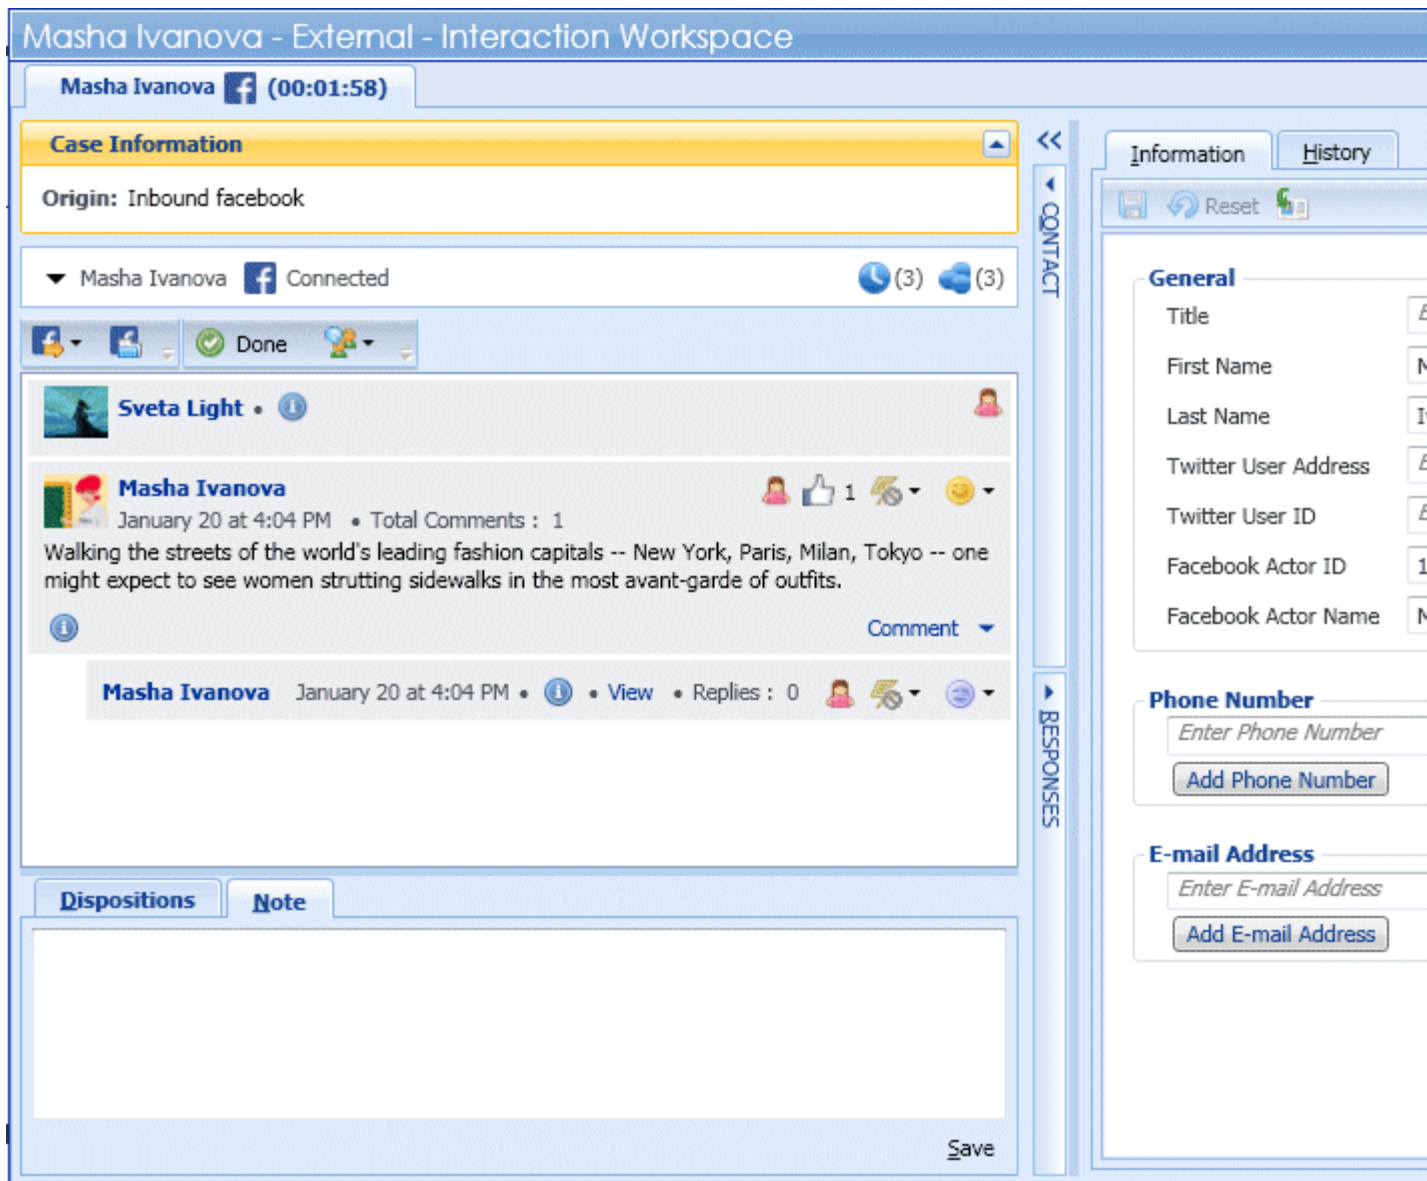 Masha Ivanova - External - Interaction Workspace
Masha Ivanova (00:01:58)
Case Information
Origin: Inbound facebook
Masha Ivanova Connected (3) (3)
Done
Sveta Light •
Masha Ivanova
1
January 20 at 4:04 PM • Total Comments : 1
Walking the streets of the world's leading fashion capitals -- New York, Paris, Milan, Tokyo -- one
might expect to see women strutting sidewalks in the most avant-garde of outfits.
Comment
Masha Ivanova January 20 at 4:04 PM • • View • Replies : 0
Dispositions
Note
Save
CONTACT
RESPONSES
Information
History
Reset
General
Title
First Name
Last Name
Twitter User Address
Twitter User ID
Facebook Actor ID
Facebook Actor Name
Phone Number
Enter Phone Number
Add Phone Number
E-mail Address
Enter E-mail Address
Add E-mail Address